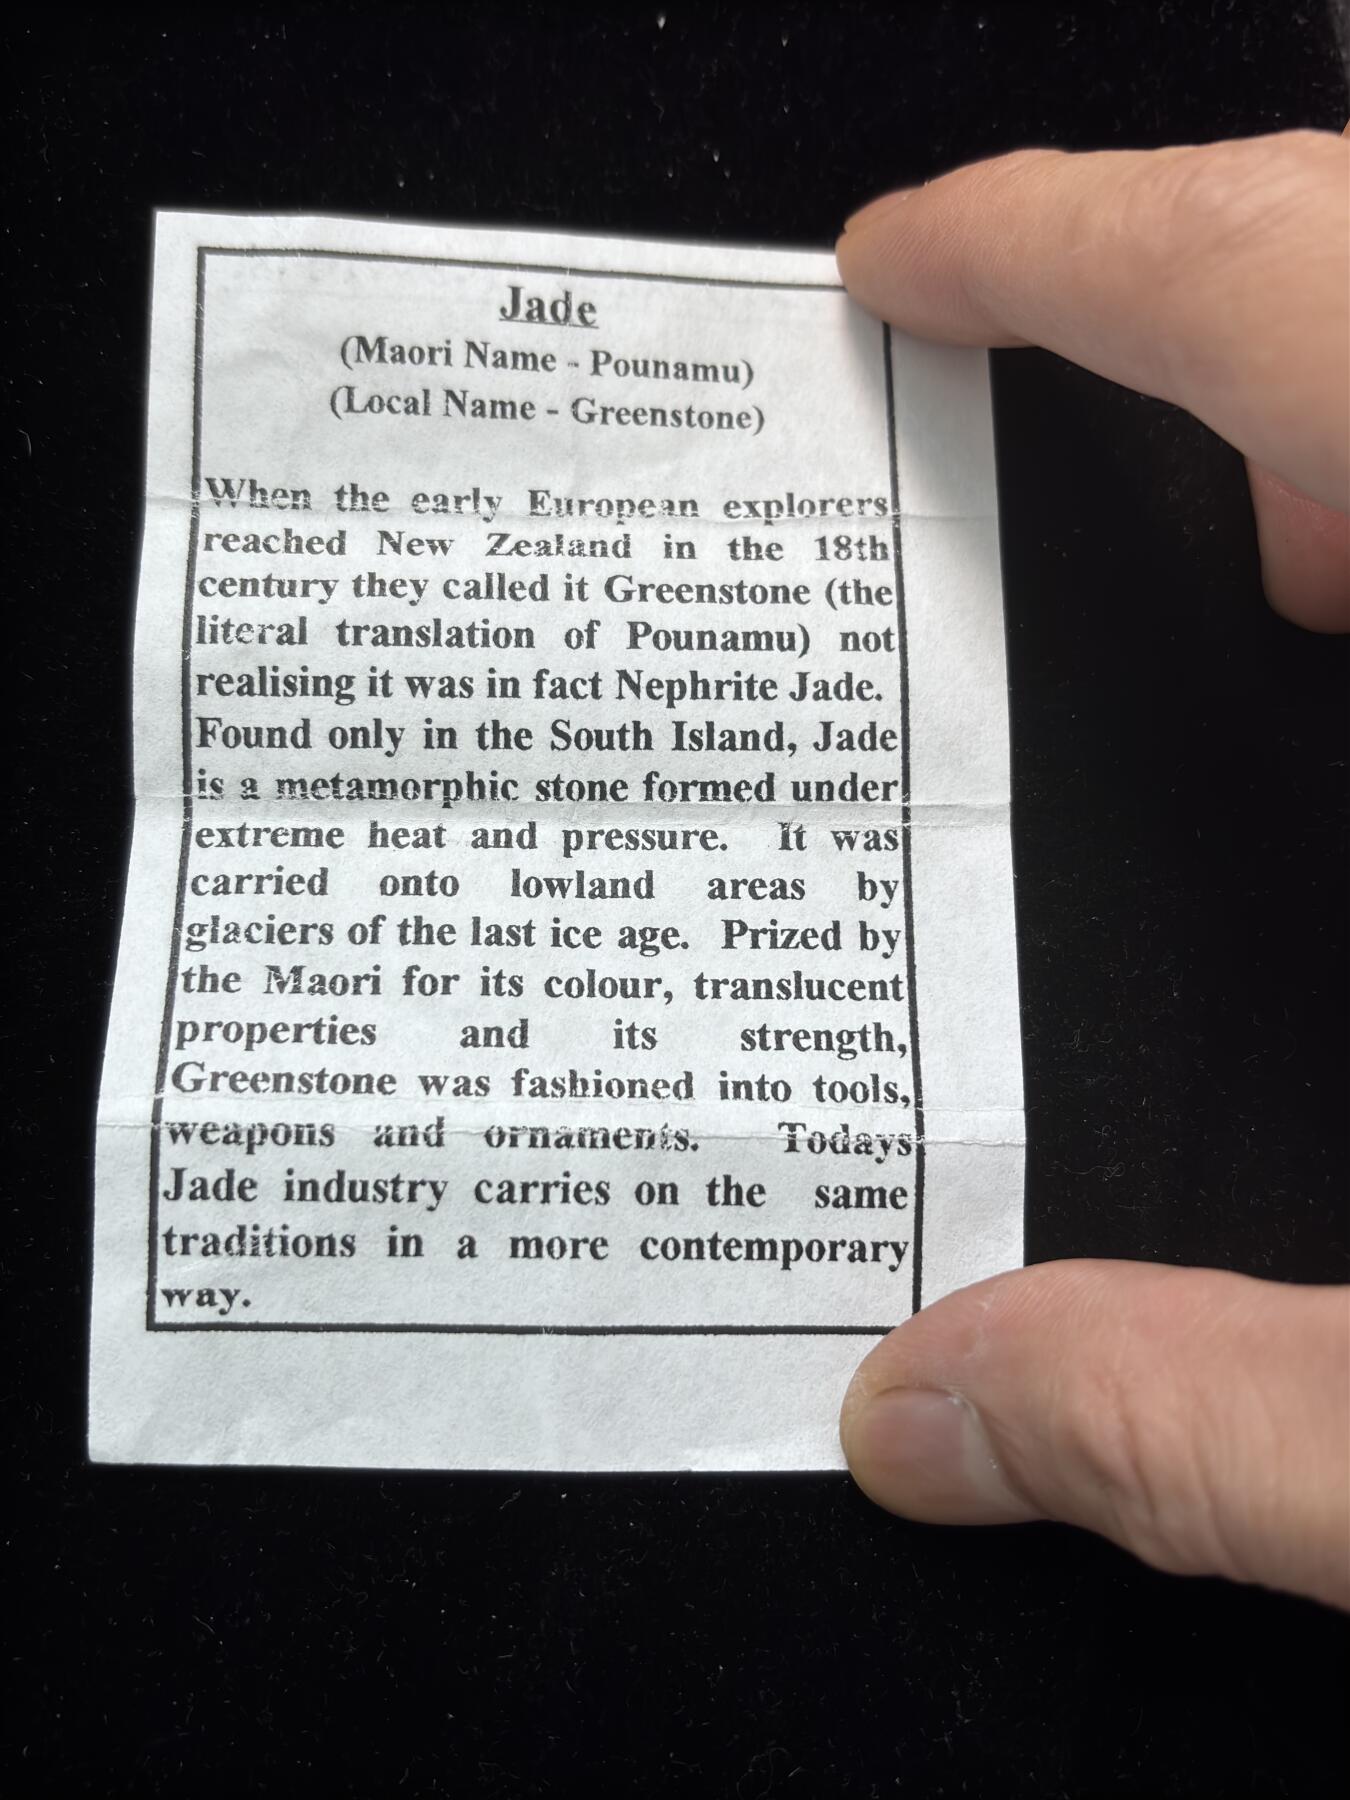 Jade
(Maori Name - Pounamu)
(Local Name - Greenstone)
When the early European explorers
reached New Zealand in the 18th
century they called it Greenstone (the
literal translation of Pounamu) not
realising it was in fact Nephrite Jade.
Found only in the South Island, Jade
is a metamorphic stone formed under
extreme heat and pressure. It was
carried onto lowland areas by
glaciers of the last ice age. Prized by
the Maori for its colour, translucent
properties and its strength,
Greenstone was fashioned into tools,
weapons and ornaments. Todays
Jade industry carries on the same
traditions in a more contemporary
way.